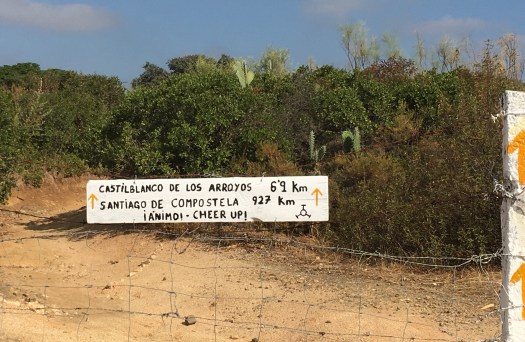 CASTILBLANCO DE LOS ARROYOS 6'9 Km
SANTIAGO DE COMPOSTELA 927 Km
¡ÁNIMO! - CHEER UP!